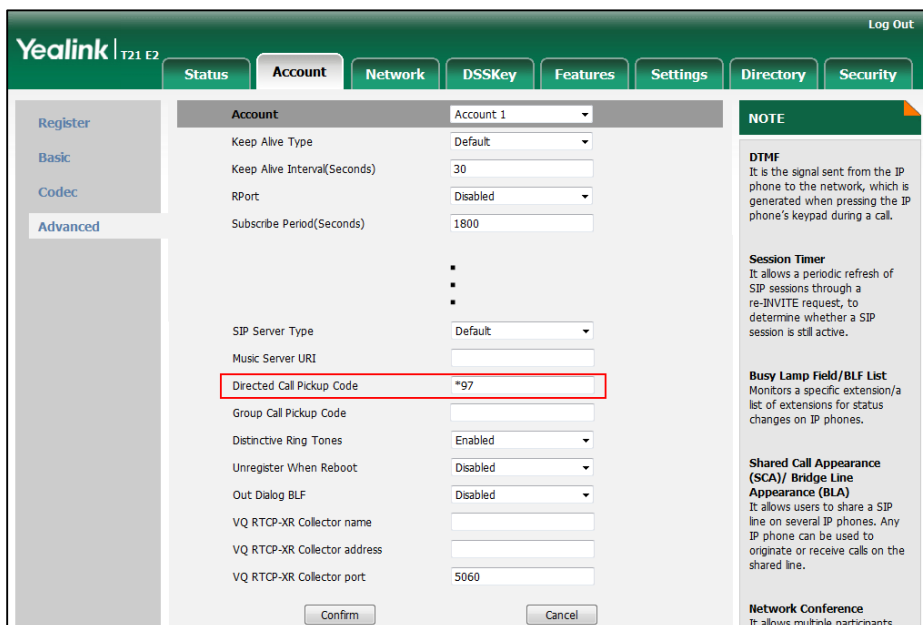 Log Out
Yealink T21 E2
Status Account Network DSSKey Features Settings Directory Security
Register
Basic
Codec
Advanced
Account Account 1
Keep Alive Type Default
Keep Alive Interval(Seconds) 30
RPort Disabled
Subscribe Period(Seconds) 1800
SIP Server Type Default
Music Server URI
Directed Call Pickup Code *97
Group Call Pickup Code
Distinctive Ring Tones Enabled
Unregister When Reboot Disabled
Out Dialog BLF Disabled
VQ RTCP-XR Collector name
VQ RTCP-XR Collector address
VQ RTCP-XR Collector port 5060
Confirm Cancel
NOTE
DTMF
It is the signal sent from the IP
phone to the network, which is
generated when pressing the IP
phone's keypad during a call.
Session Timer
It allows a periodic refresh of
SIP sessions through a
re-INVITE request, to
determine whether a SIP
session is still active.
Busy Lamp Field/BLF List
Monitors a specific extension/a
list of extensions for status
changes on IP phones.
Shared Call Appearance
(SCA)/ Bridge Line
Appearance (BLA)
It allows users to share a SIP
line on several IP phones. Any
IP phone can be used to
originate or receive calls on the
shared line.
Network Conference
It allows multiple participants